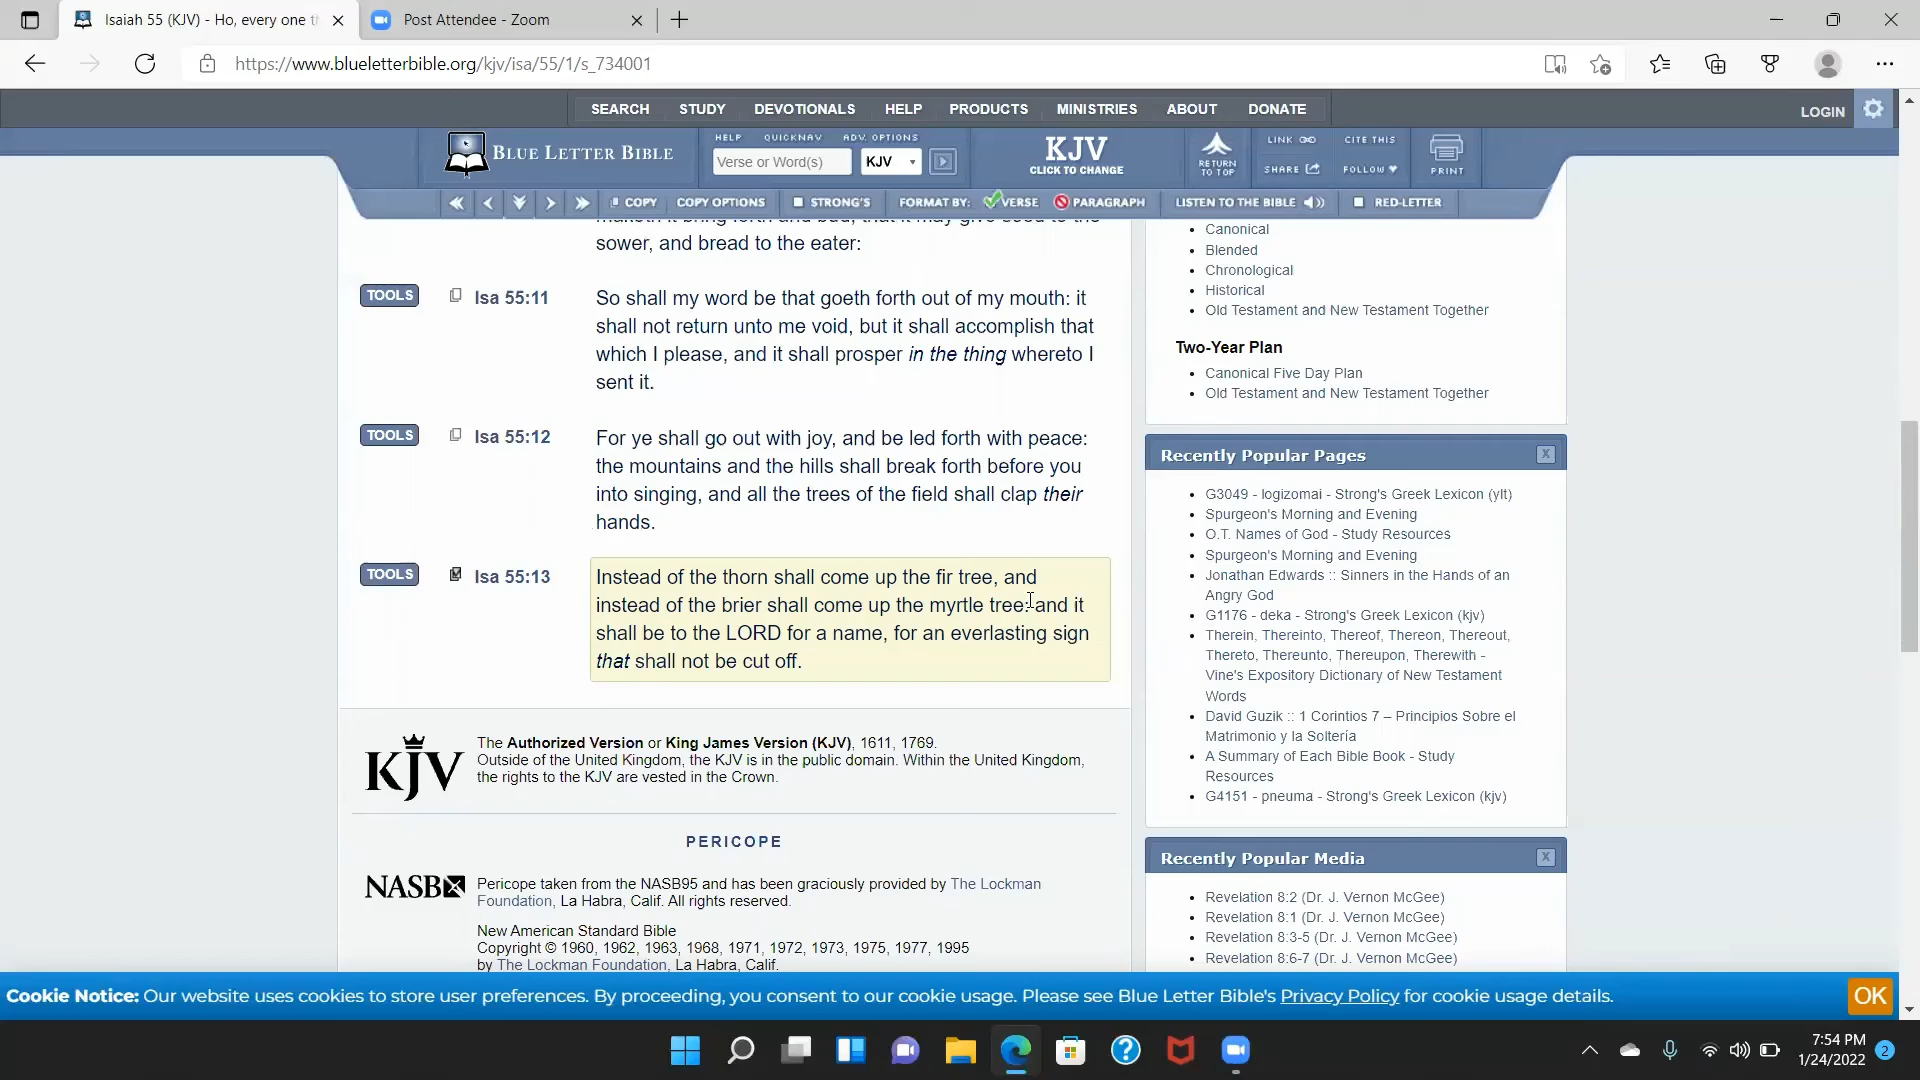 Isaiah 55 (KJV) - Ho, every one th
Post Attendee - Zoom
https://www.blueletterbible.org/kjv/isa/55/1/s_734001
SEARCH STUDY DEVOTIONALS HELP PRODUCTS MINISTRIES ABOUT DONATE
LOGIN
BLUE LETTER BIBLE
HELP QUICKNAV ADV. OPTIONS
Verse or Word(s) KJV
KJV
CLICK TO CHANGE
RETURN
TO TOP
LINK CITE THIS
SHARE FOLLOW
PRINT
COPY COPY OPTIONS STRONG'S FORMAT BY: VERSE PARAGRAPH LISTEN TO THE BIBLE RED-LETTER
maketh it bring forth and bud, that it may give seed to the
sower, and bread to the eater:
TOOLS Isa 55:11 So shall my word be that goeth forth out of my mouth: it
shall not return unto me void, but it shall accomplish that
which I please, and it shall prosper in the thing whereto I
sent it.
TOOLS Isa 55:12 For ye shall go out with joy, and be led forth with peace:
the mountains and the hills shall break forth before you
into singing, and all the trees of the field shall clap their
hands.
TOOLS Isa 55:13 Instead of the thorn shall come up the fir tree, and
instead of the brier shall come up the myrtle tree: and it
shall be to the LORD for a name, for an everlasting sign
that shall not be cut off.
KJV
The Authorized Version or King James Version (KJV), 1611, 1769.
Outside of the United Kingdom, the KJV is in the public domain. Within the United Kingdom,
the rights to the KJV are vested in the Crown.
PERICOPE
NASB
Pericope taken from the NASB95 and has been graciously provided by The Lockman
Foundation, La Habra, Calif. All rights reserved.
New American Standard Bible
Copyright © 1960, 1962, 1963, 1968, 1971, 1972, 1973, 1975, 1977, 1995
by The Lockman Foundation, La Habra, Calif.
Canonical
Blended
Chronological
Historical
Old Testament and New Testament Together
Two-Year Plan
Canonical Five Day Plan
Old Testament and New Testament Together
Recently Popular Pages X
G3049 - logizomai - Strong's Greek Lexicon (ylt)
Spurgeon's Morning and Evening
O.T. Names of God - Study Resources
Spurgeon's Morning and Evening
Jonathan Edwards :: Sinners in the Hands of an
Angry God
G1176 - deka - Strong's Greek Lexicon (kjv)
Therein, Thereinto, Thereof, Thereon, Thereout,
Thereto, Thereunto, Thereupon, Therewith -
Vine's Expository Dictionary of New Testament
Words
David Guzik :: 1 Corintios 7 – Principios Sobre el
Matrimonio y la Soltería
A Summary of Each Bible Book - Study
Resources
G4151 - pneuma - Strong's Greek Lexicon (kjv)
Recently Popular Media X
Revelation 8:2 (Dr. J. Vernon McGee)
Revelation 8:1 (Dr. J. Vernon McGee)
Revelation 8:3-5 (Dr. J. Vernon McGee)
Revelation 8:6-7 (Dr. J. Vernon McGee)
Cookie Notice: Our website uses cookies to store user preferences. By proceeding, you consent to our cookie usage. Please see Blue Letter Bible's Privacy Policy for cookie usage details.
OK
7:54 PM
1/24/2022
2